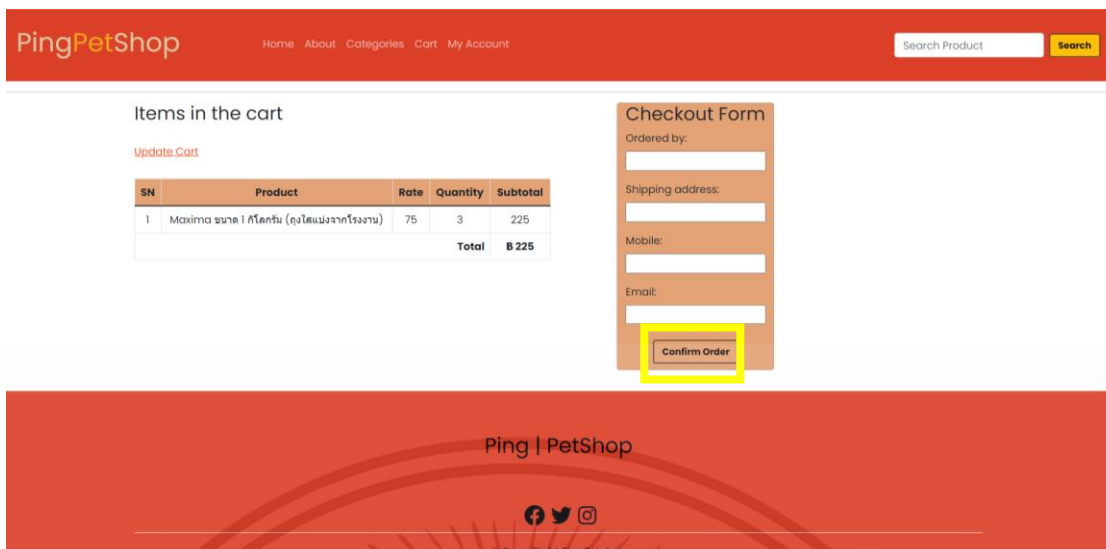 PingPetShop
Home About Categories Cart My Account
Search Product
Search
Items in the cart
Update Cart
SN Product Rate Quantity Subtotal
1 Maxima ขนาด 1 กิโลกรัม (ถุงใสแบ่งจากโรงงาน) 75 3 225
Total ฿ 225
Checkout Form
Ordered by:
Shipping address:
Mobile:
Email:
Confirm Order
Ping | PetShop